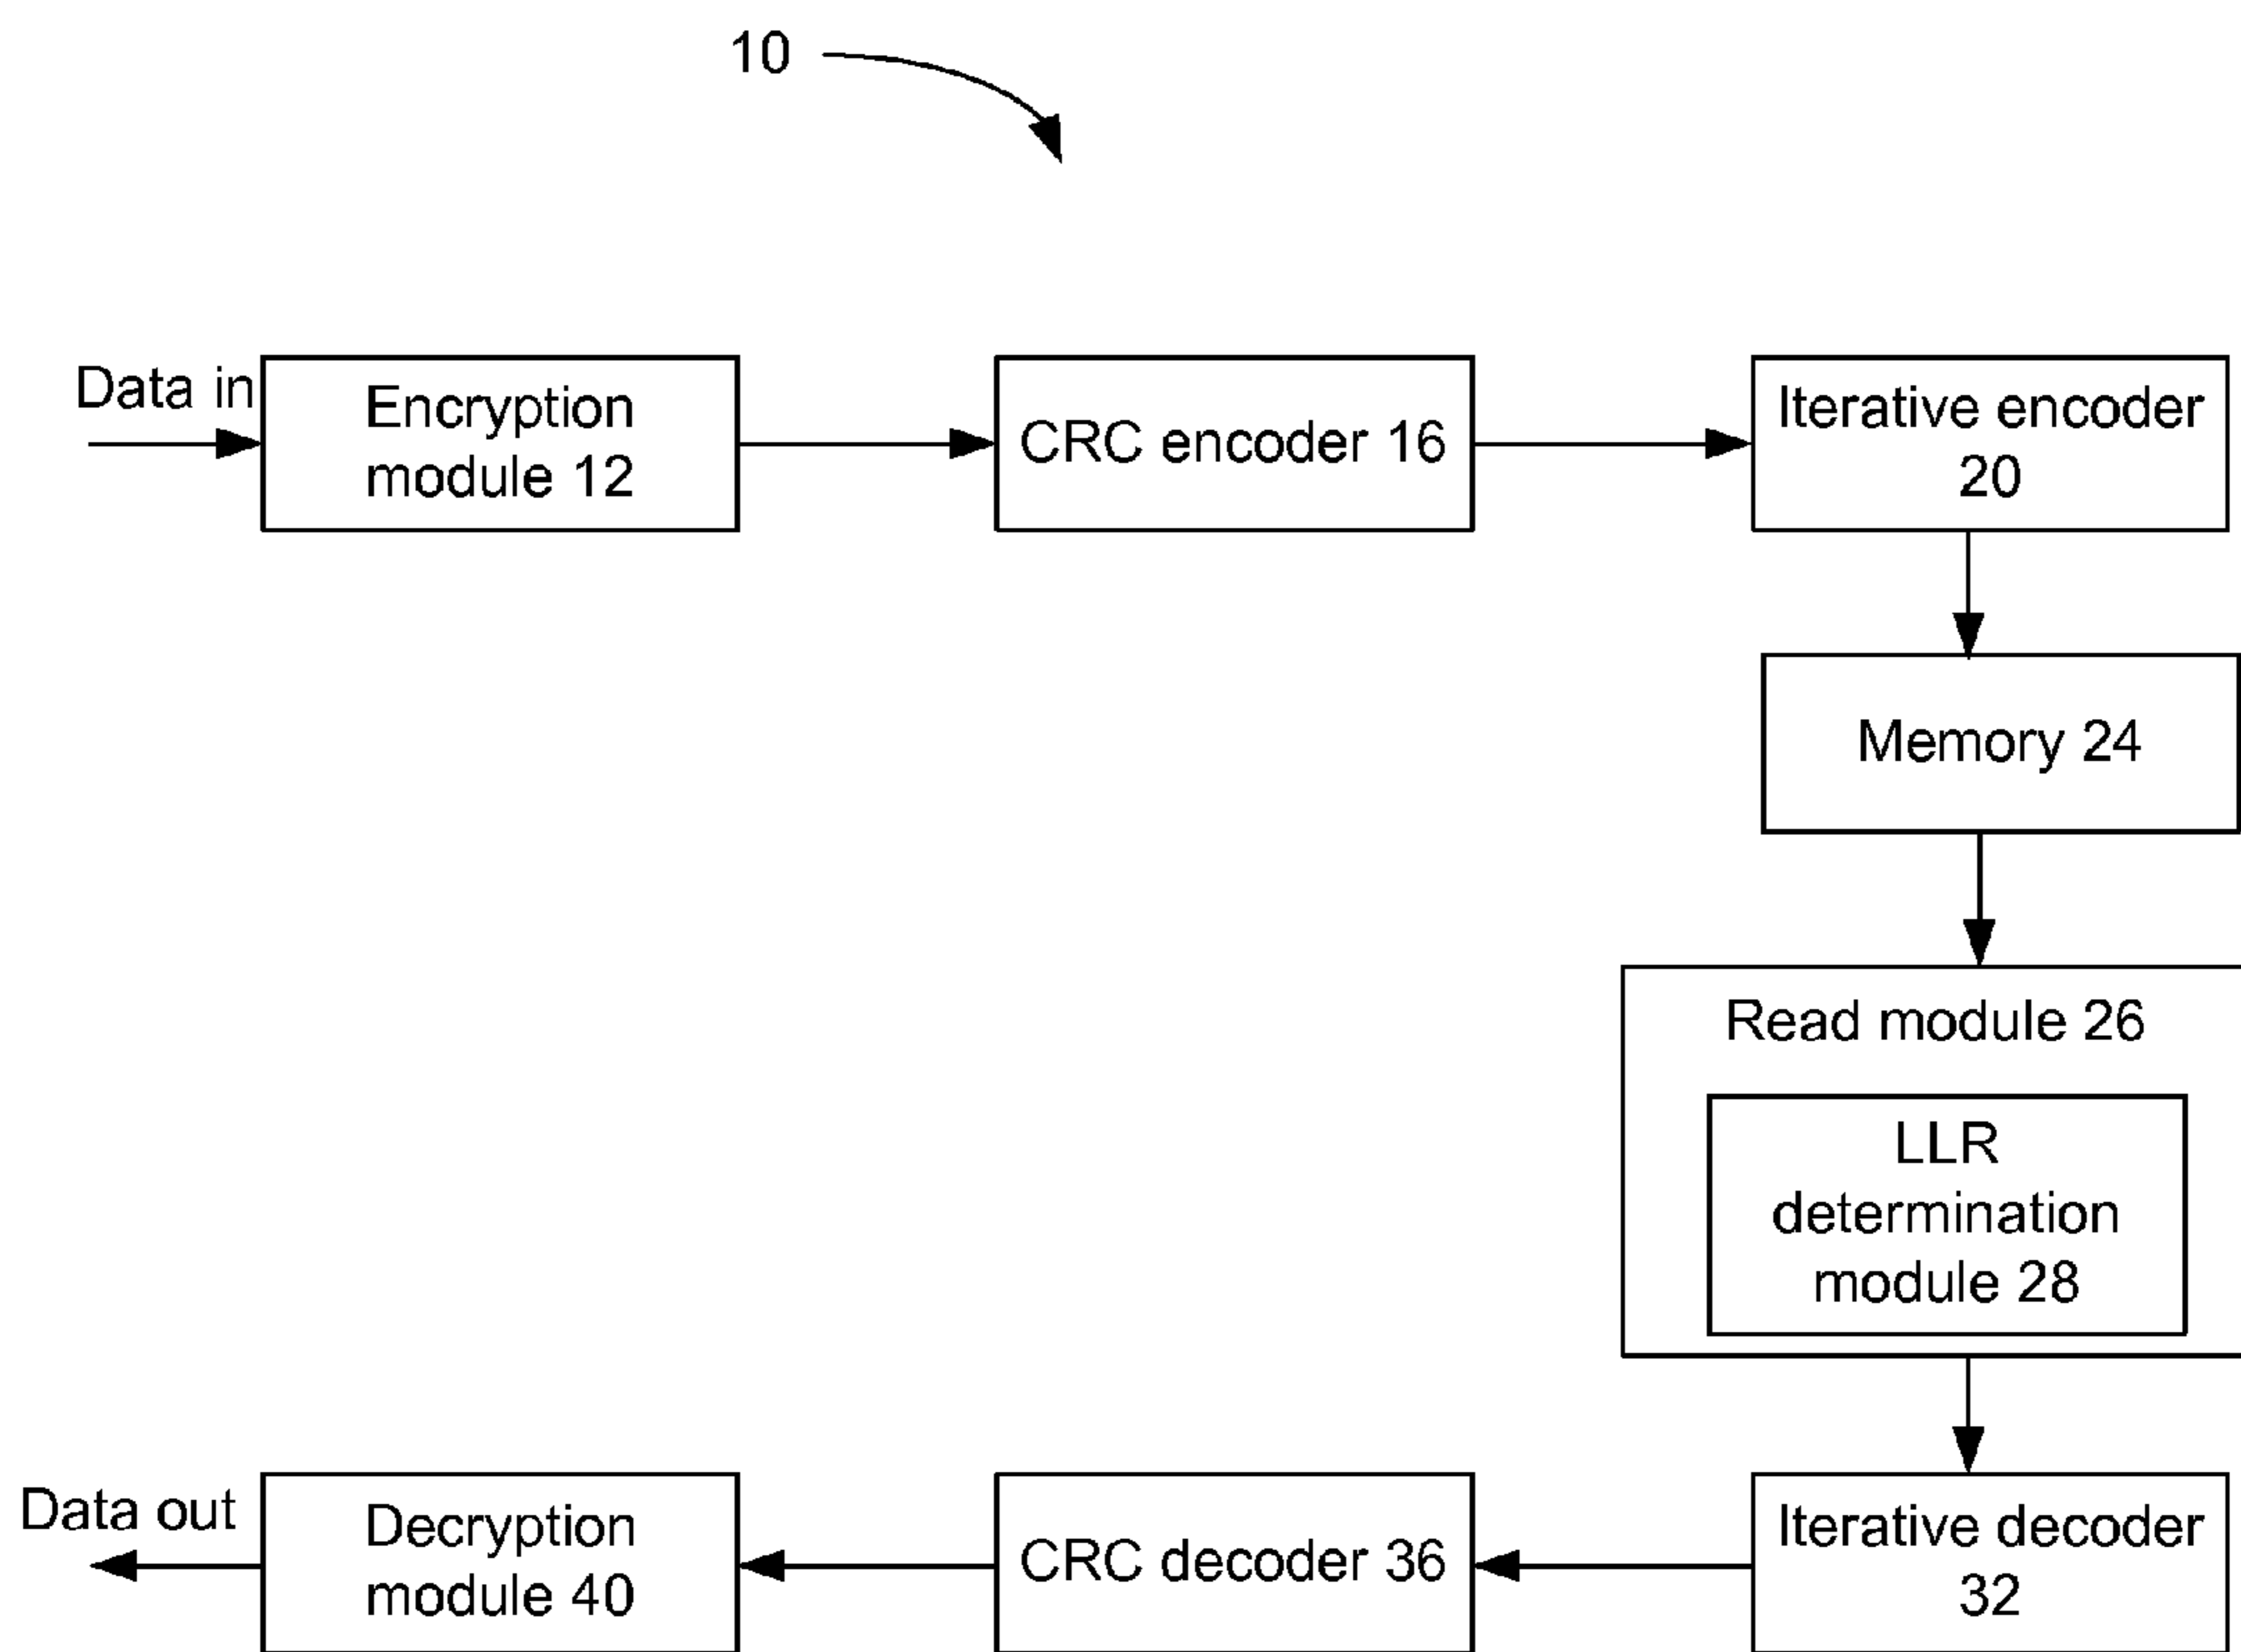 10
Data in
Encryption
module 12
CRC encoder 16
Iterative encoder
20
Memory 24
Read module 26
LLR
determination
module 28
Data out
Decryption
module 40
CRC decoder 36
Iterative decoder
32